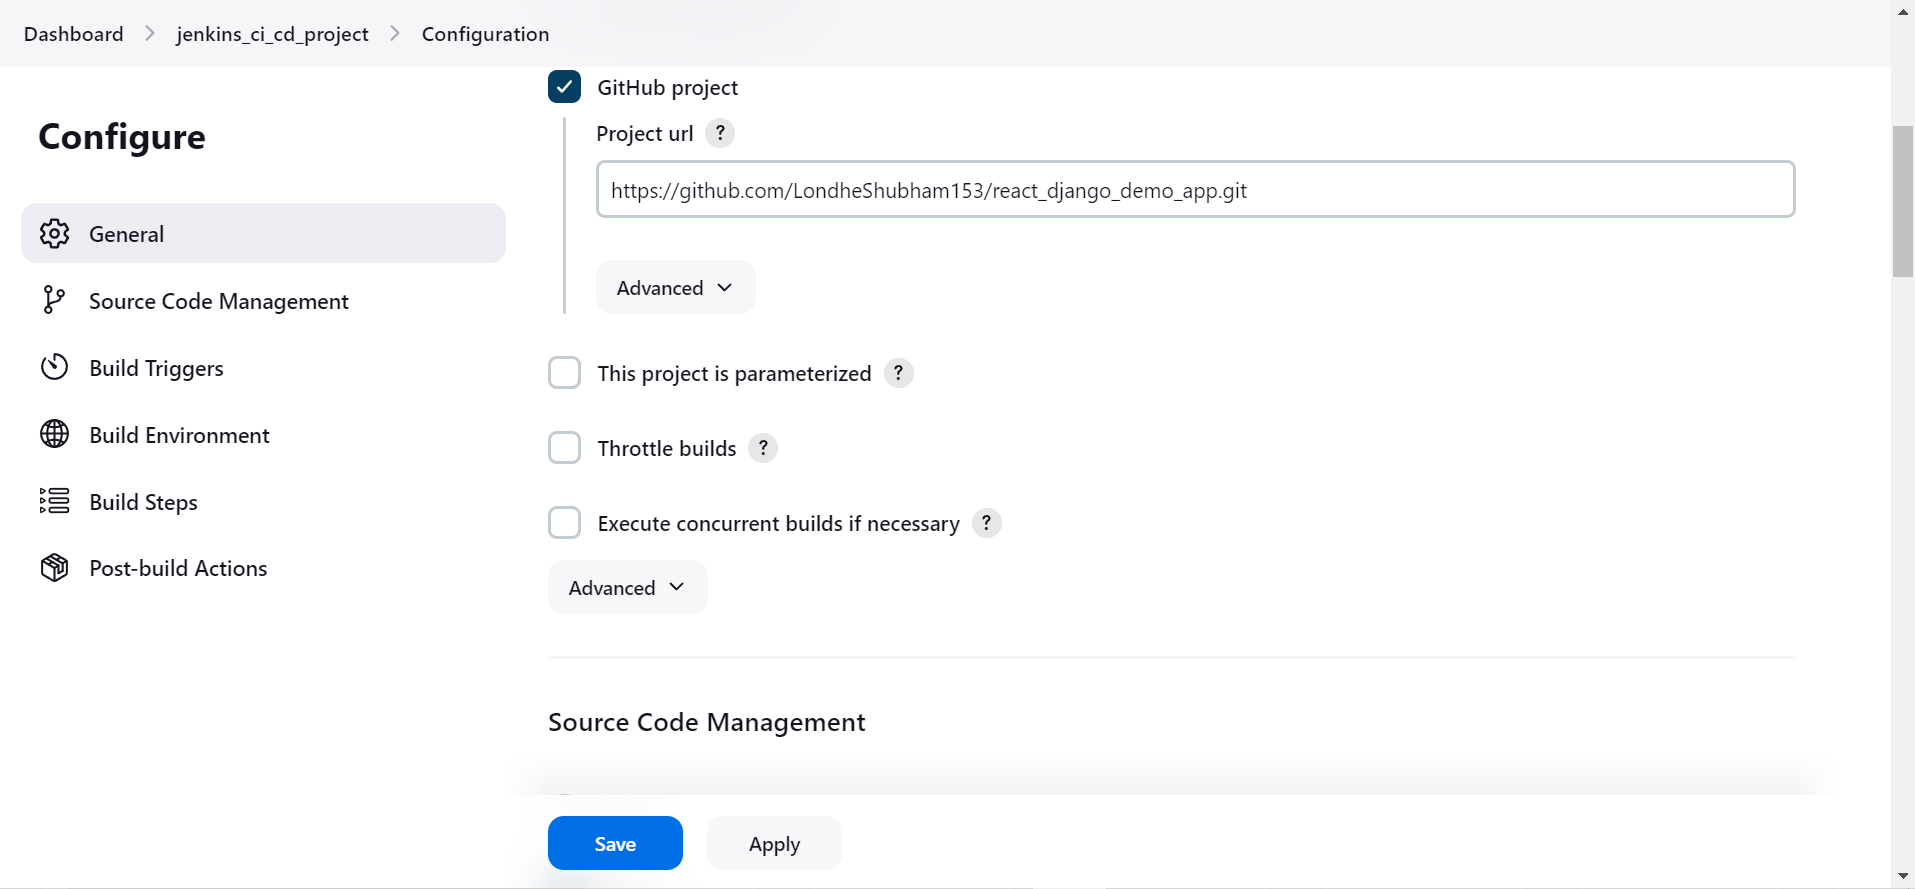 Dashboard > jenkins_ci_cd_project > Configuration
Configure
General
Source Code Management
Build Triggers
Build Environment
Build Steps
Post-build Actions
GitHub project
Project url ?
https://github.com/LondheShubham153/react_django_demo_app.git
Advanced
This project is parameterized ?
Throttle builds ?
Execute concurrent builds if necessary ?
Advanced
Source Code Management
Save Apply